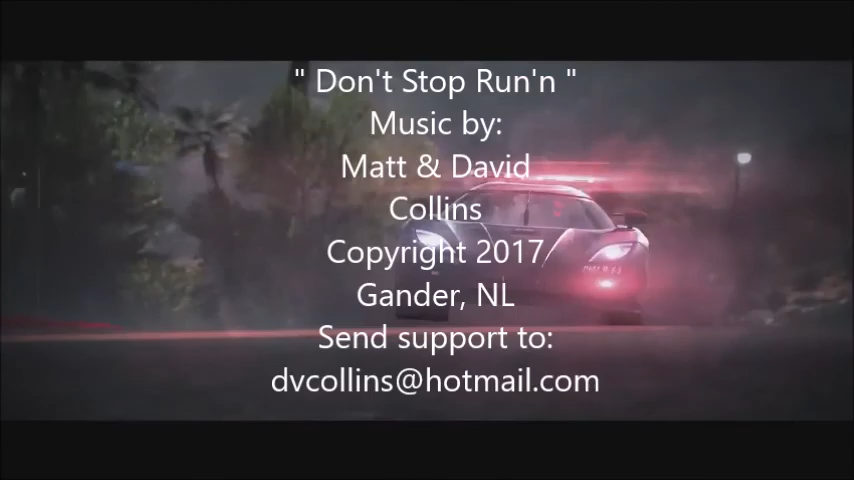 " Don't Stop Run'n "
Music by:
Matt & David
Collins
Copyright 2017
Gander, NL
Send support to:
dvcollins@hotmail.com